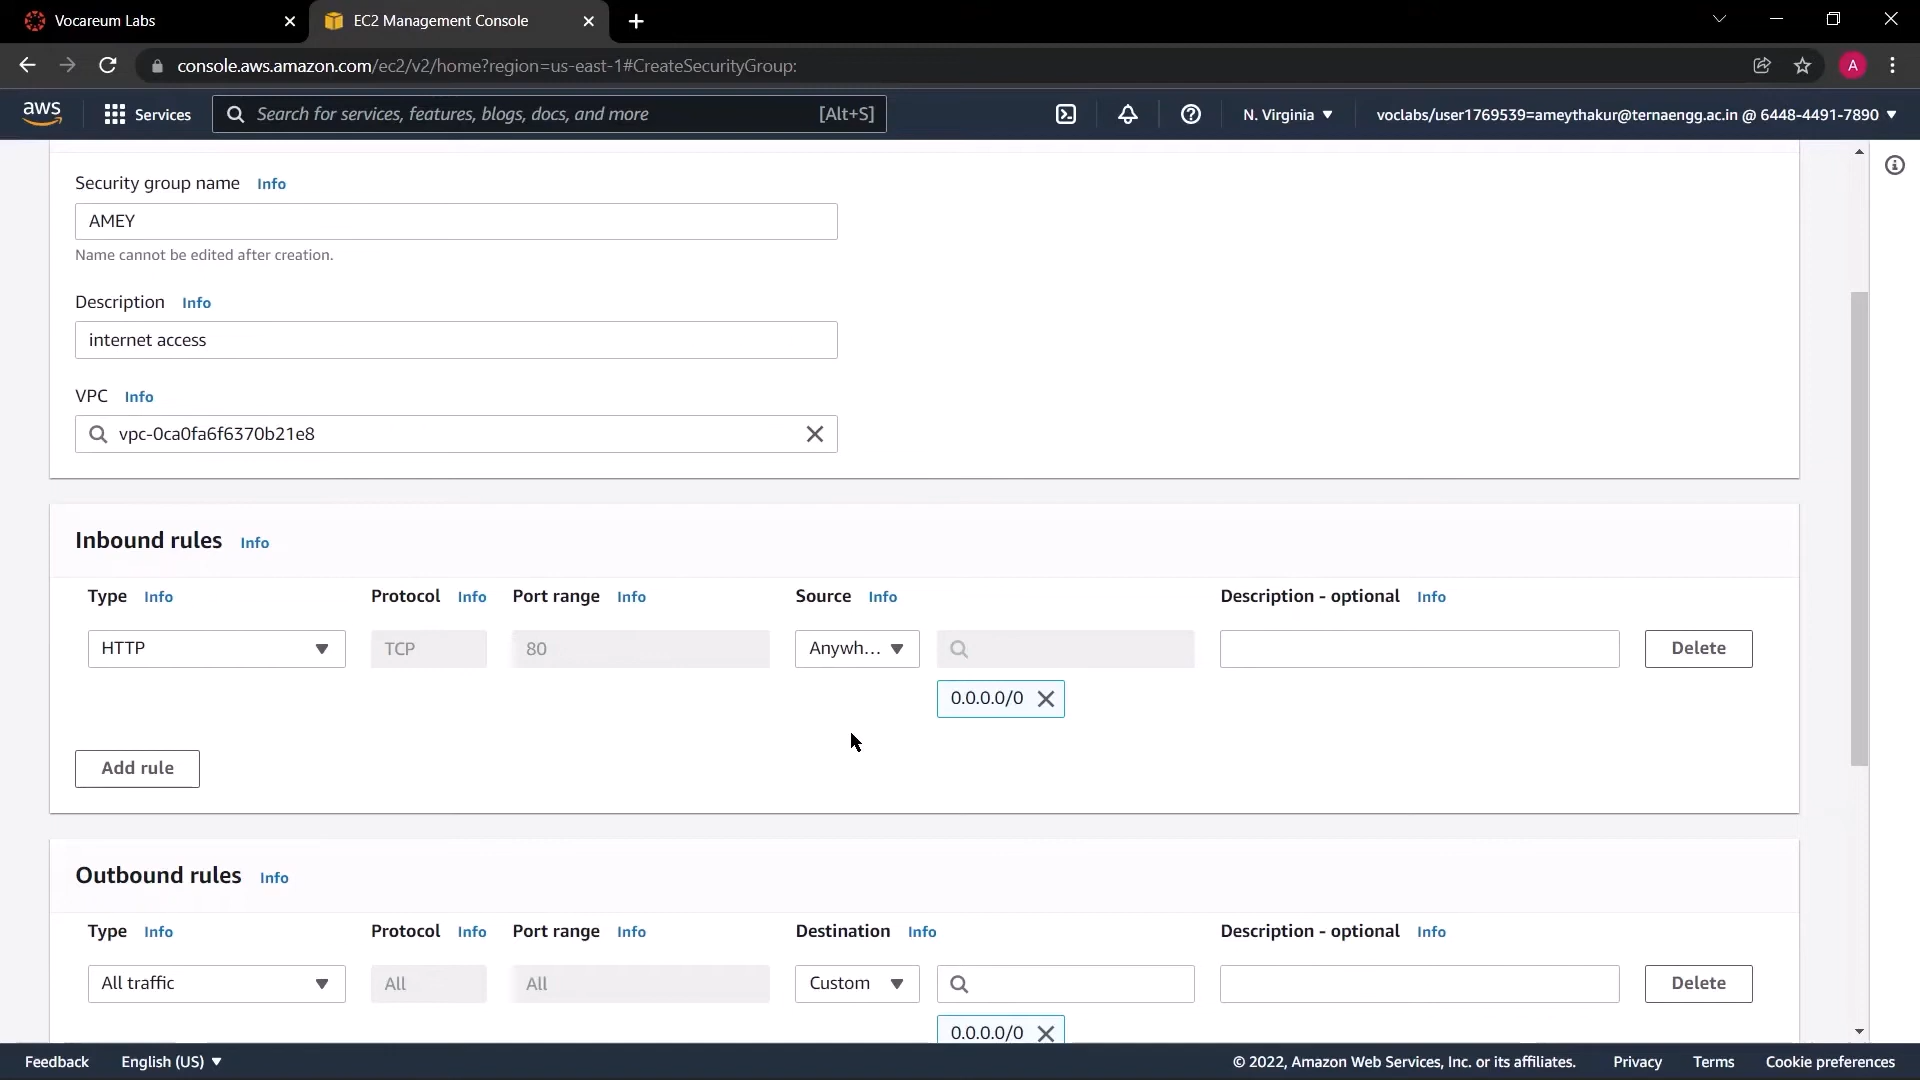 Vocareum Labs
EC2 Management Console
console.aws.amazon.com/ec2/v2/home?region=us-east-1#CreateSecurityGroup:
A
aws
Services
Search for services, features, blogs, docs, and more
[Alt+S]
N. Virginia
voclabs/user1769539=ameythakur@ternaengg.ac.in @ 6448-4491-7890
Security group name Info
AMEY
Name cannot be edited after creation.
Description Info
internet access
VPC Info
vpc-0ca0fa6f6370b21e8
Inbound rules Info
Type Info Protocol Info Port range Info Source Info Description - optional Info
HTTP TCP 80 Anywh... Delete
0.0.0.0/0
Add rule
Outbound rules Info
Type Info Protocol Info Port range Info Destination Info Description - optional Info
All traffic All All Custom Delete
0.0.0.0/0
Feedback English (US) © 2022, Amazon Web Services, Inc. or its affiliates. Privacy Terms Cookie preferences